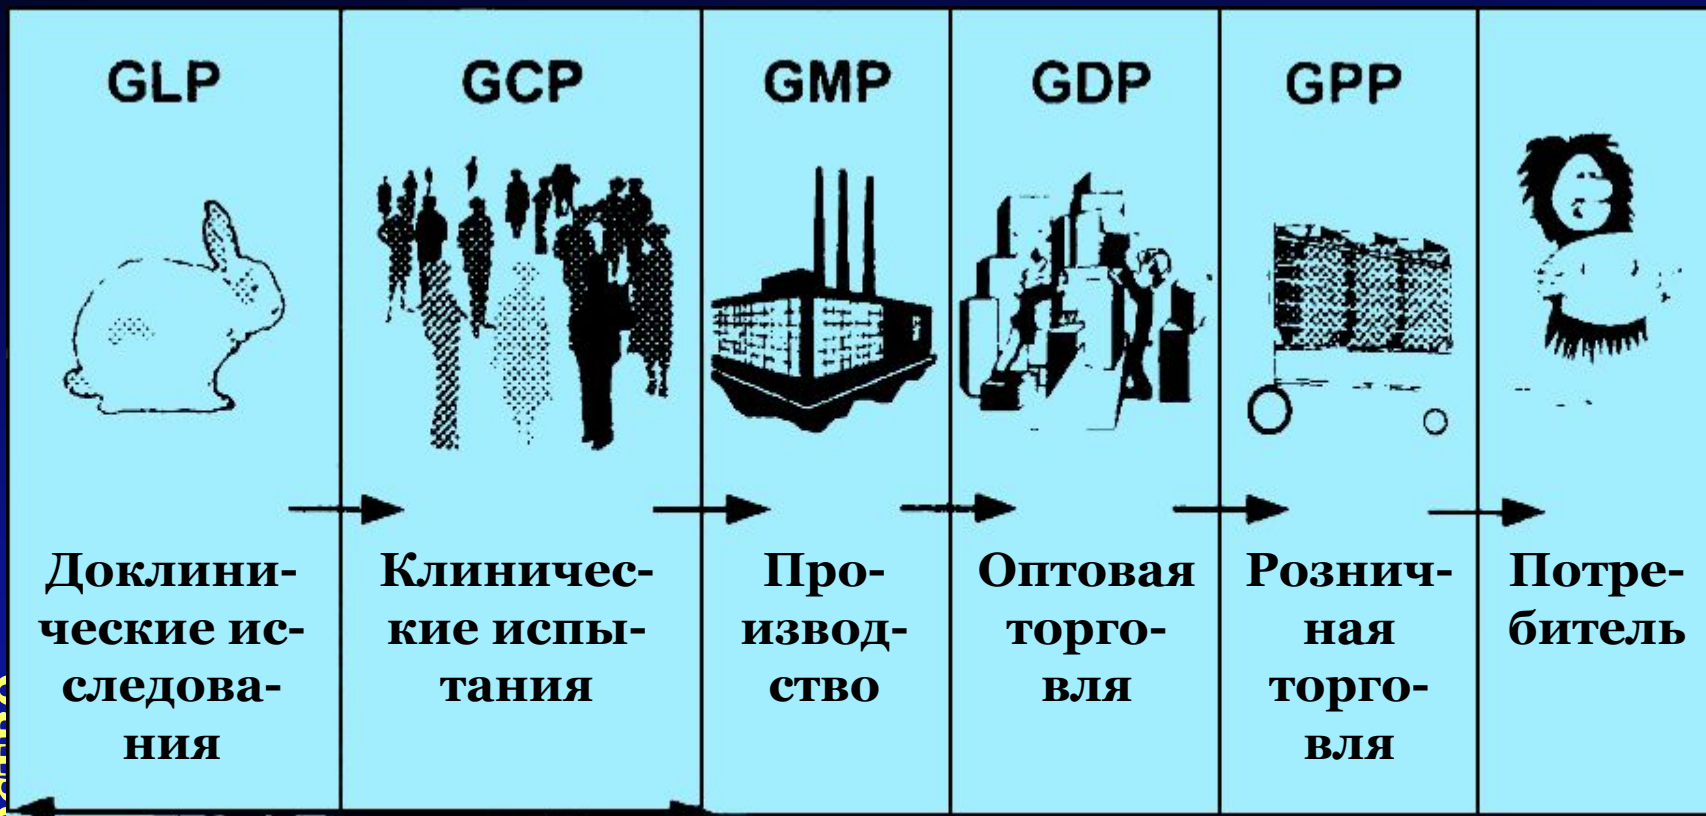 GLP
GCP
GMP
GDP
GPP
Доклини-
ческие ис-
следова-
ния
Клиничес-
кие испы-
тания
Про-
извод-
ство
Оптовая
торго-
вля
Рознич-
ная
торго-
вля
Потре-
битель